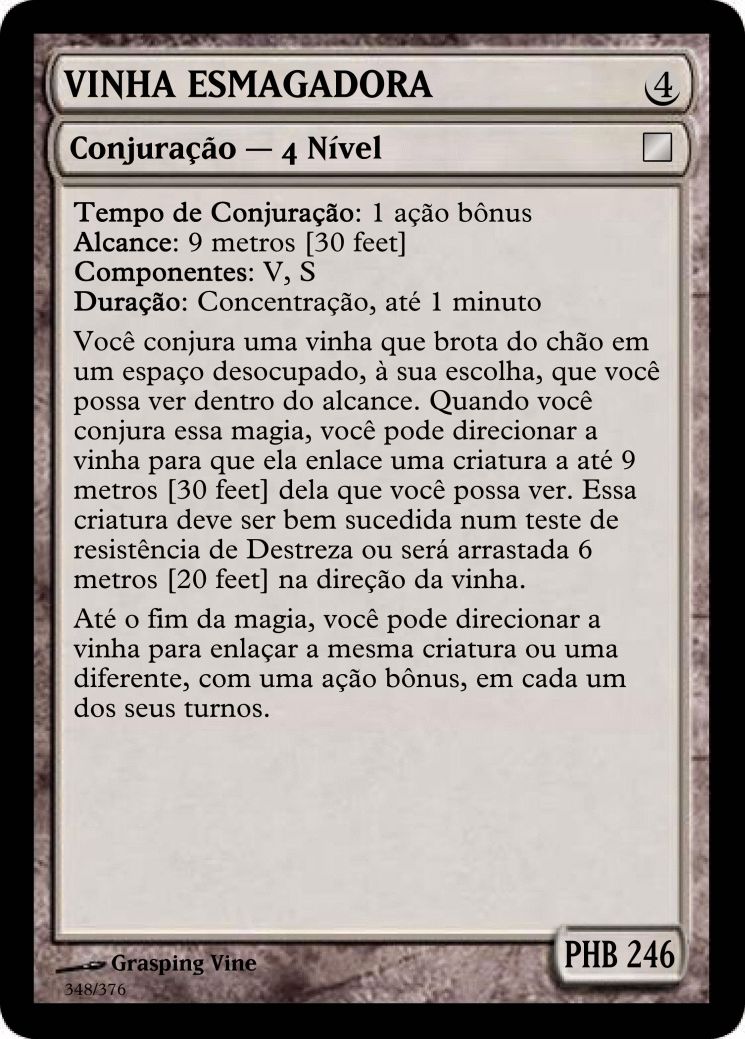 VINHA ESMAGADORA
4
Conjuração — 4 Nível
Tempo de Conjuração: 1 ação bônus
Alcance: 9 metros [30 feet]
Componentes: V, S
Duração: Concentração, até 1 minuto
Você conjura uma vinha que brota do chão em
um espaço desocupado, à sua escolha, que você
possa ver dentro do alcance. Quando você
conjura essa magia, você pode direcionar a
vinha para que ela enlace uma criatura a até 9
metros [30 feet] dela que você possa ver. Essa
criatura deve ser bem sucedida num teste de
resistência de Destreza ou será arrastada 6
metros [20 feet] na direção da vinha.
Até o fim da magia, você pode direcionar a
vinha para enlaçar a mesma criatura ou uma
diferente, com uma ação bônus, em cada um
dos seus turnos.
PHB 246
Grasping Vine
348/376